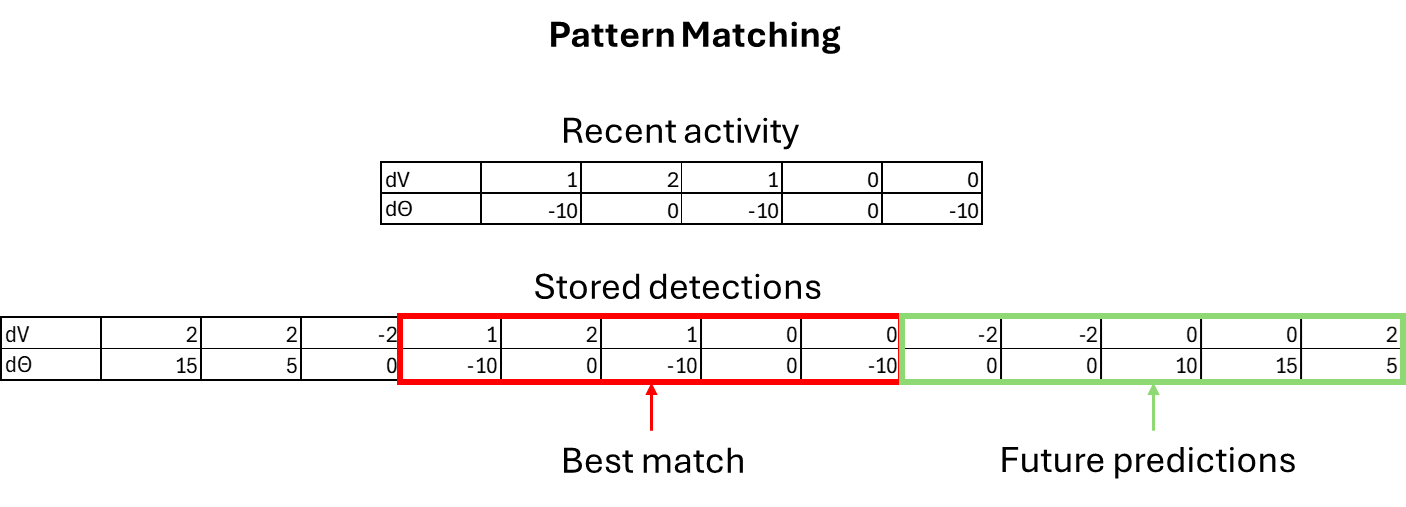 Pattern Matching
Recent activity
dV 1 2 1 0 0
dΘ -10 0 -10 0 -10
Stored detections
dV 2 2 -2 1 2 1 0 0 -2 -2 0 0 2
dΘ 15 5 0 -10 0 -10 0 -10 0 0 10 15 5
Best match
Future predictions